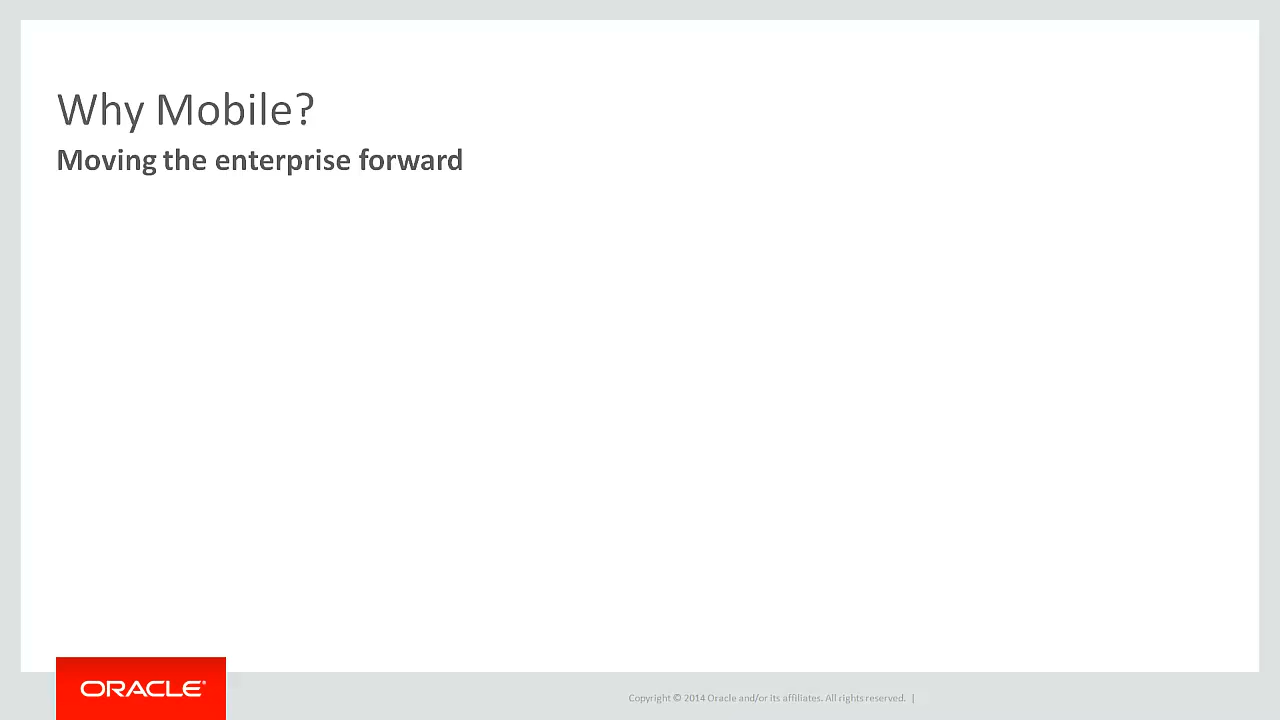 Why Mobile?
Moving the enterprise forward
ORACLE®
Copyright © 2014 Oracle and/or its affiliates. All rights reserved. |